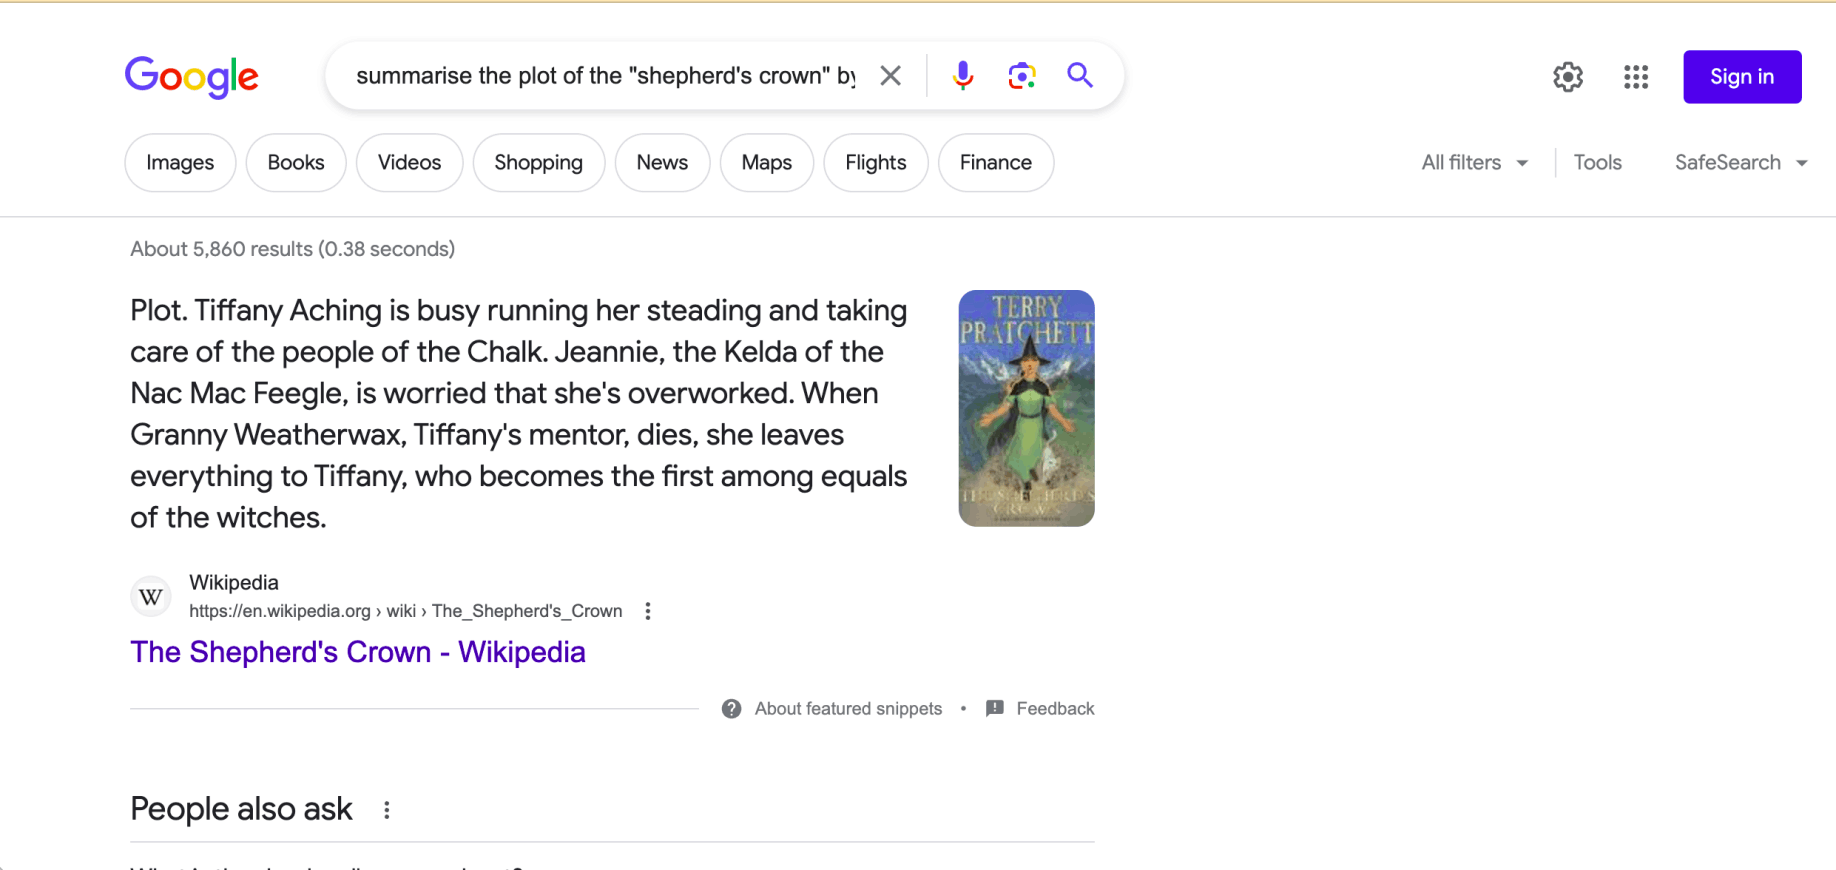 Google
summarise the plot of the "shepherd's crown" by
Sign in
Images
Books
Videos
Shopping
News
Maps
Flights
Finance
All filters
Tools
SafeSearch
About 5,860 results (0.38 seconds)
Plot. Tiffany Aching is busy running her steading and taking
care of the people of the Chalk. Jeannie, the Kelda of the
Nac Mac Feegle, is worried that she's overworked. When
Granny Weatherwax, Tiffany's mentor, dies, she leaves
everything to Tiffany, who becomes the first among equals
of the witches.
TERRY
PRATCHETT
THE SHEPHERD'S
CROWN
W
Wikipedia
https://en.wikipedia.org › wiki › The_Shepherd's_Crown
The Shepherd's Crown - Wikipedia
About featured snippets
•
Feedback
People also ask